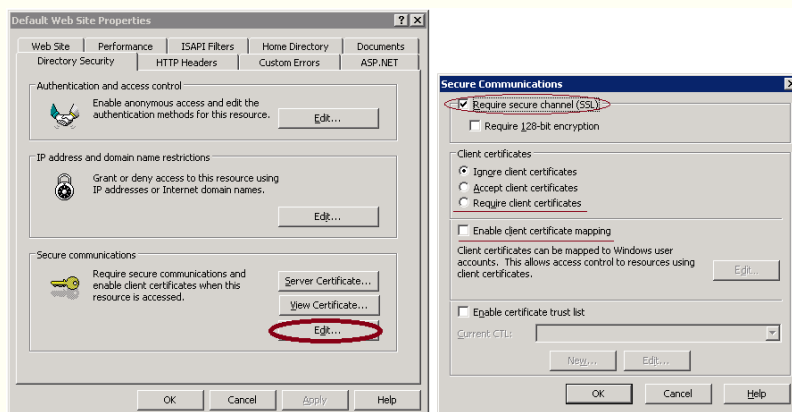 Default Web Site Properties
Web Site
Performance
ISAPI Filters
Home Directory
Documents
Directory Security
HTTP Headers
Custom Errors
ASP.NET
Authentication and access control
Enable anonymous access and edit the
authentication methods for this resource.
Edit...
IP address and domain name restrictions
Grant or deny access to this resource using
IP addresses or Internet domain names.
Edit...
Secure communications
Require secure communications and
enable client certificates when this
resource is accessed.
Server Certificate...
View Certificate...
Edit...
OK
Cancel
Apply
Help
Secure Communications
Require secure channel (SSL)
Require 128-bit encryption
Client certificates
Ignore client certificates
Accept client certificates
Require client certificates
Enable client certificate mapping
Client certificates can be mapped to Windows user
accounts. This allows access control to resources using
client certificates.
Edit...
Enable certificate trust list
Current CTL:
New...
Edit...
OK
Cancel
Help